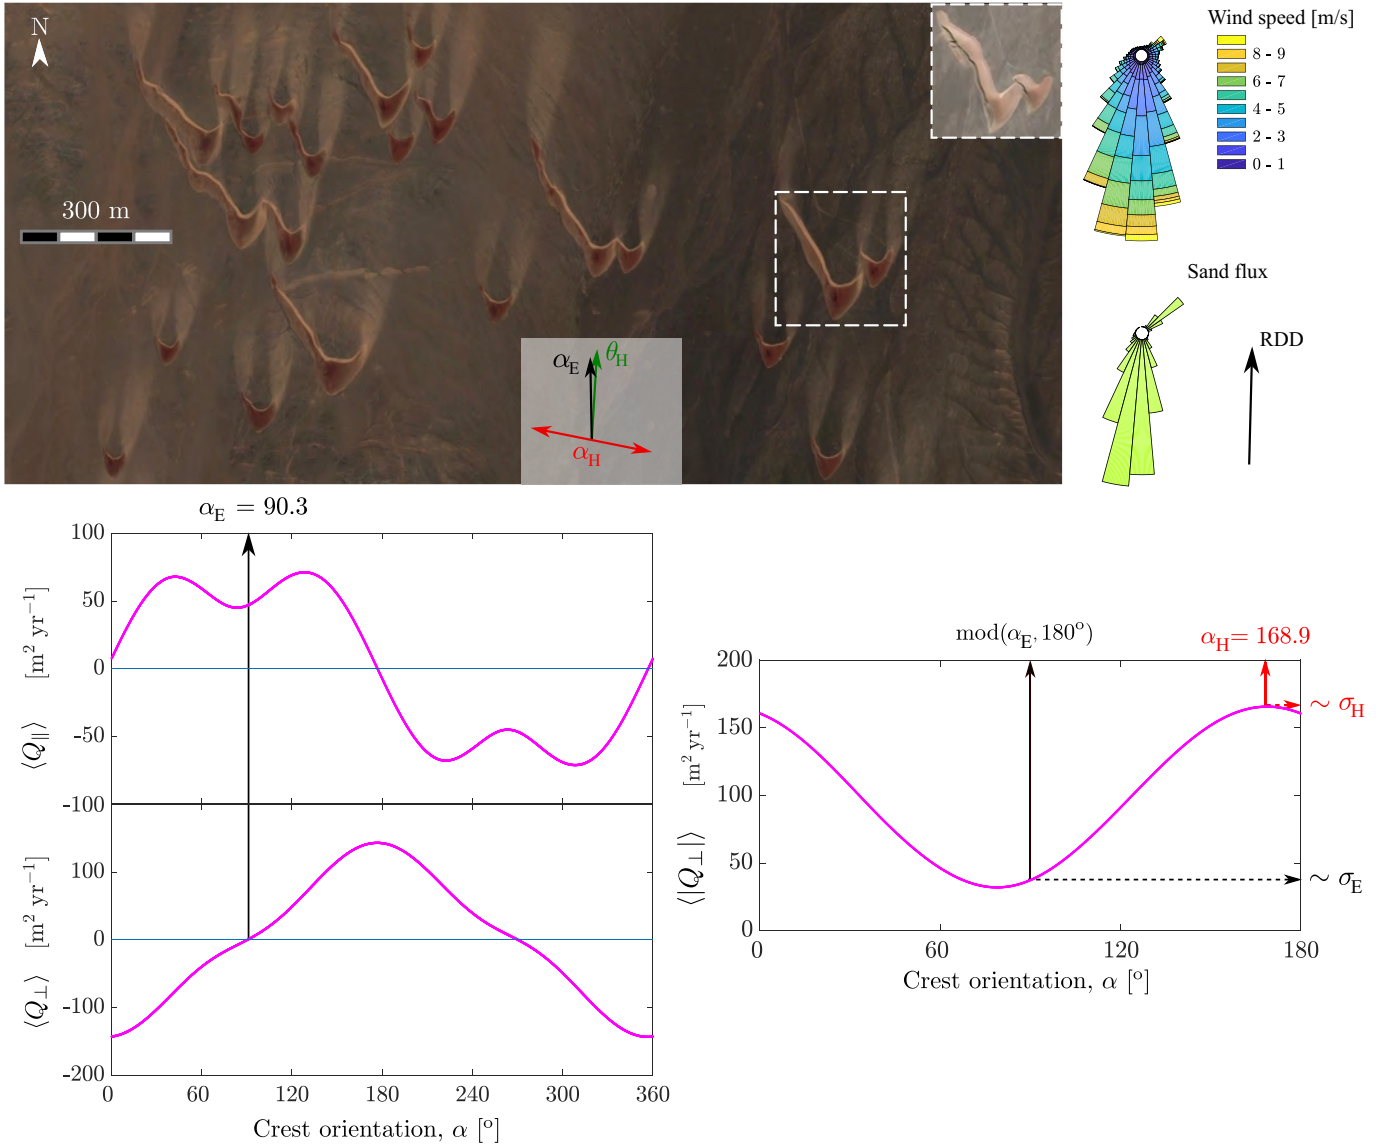 N
300 m
α_E
θ_H
α_H
Wind speed [m/s]
8 - 9
6 - 7
4 - 5
2 - 3
0 - 1
Sand flux
RDD
α_E = 90.3
100
50
0
-50
-100
⟨Q_∥⟩ [m² yr⁻¹]
100
0
-100
-200
⟨Q_⊥⟩ [m² yr⁻¹]
0 60 120 180 240 300 360
Crest orientation, α [°]
mod(α_E, 180°)
α_H = 168.9
200
150
100
50
0
⟨|Q_⊥|⟩ [m² yr⁻¹]
∼ σ_H
∼ σ_E
0 60 120 180
Crest orientation, α [°]